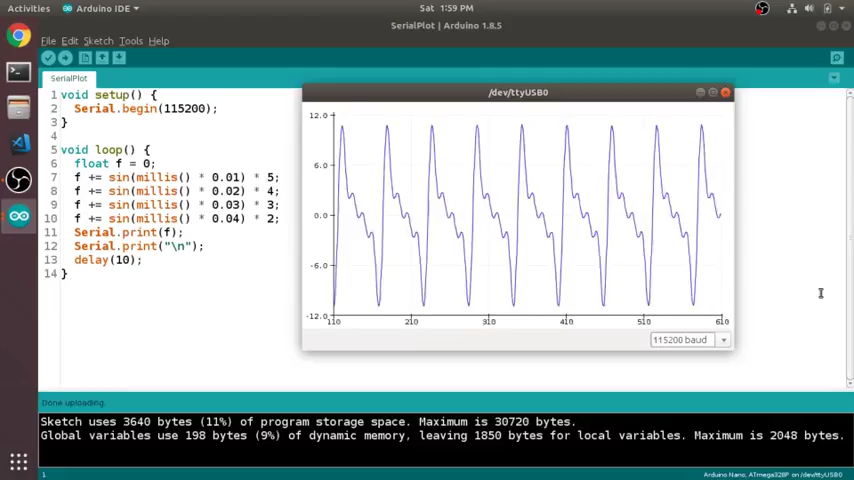 Activities Arduino IDE Sat 1:59 PM
SerialPlot | Arduino 1.8.5
File Edit Sketch Tools Help
SerialPlot
1 void setup() {
2 Serial.begin(115200);
3 }
4
5 void loop() {
6 float f = 0;
7 f += sin(millis() * 0.01) * 5;
8 f += sin(millis() * 0.02) * 4;
9 f += sin(millis() * 0.03) * 3;
10 f += sin(millis() * 0.04) * 2;
11 Serial.print(f);
12 Serial.print("\n");
13 delay(10);
14 }
/dev/ttyUSB0
12.0
6.0
0.0
-6.0
-12.0
110 210 310 410 510 610
115200 baud
Done uploading.
Sketch uses 3640 bytes (11%) of program storage space. Maximum is 30720 bytes.
Global variables use 198 bytes (9%) of dynamic memory, leaving 1850 bytes for local variables. Maximum is 2048 bytes.
1 Arduino Nano, ATmega328P on /dev/ttyUSB0